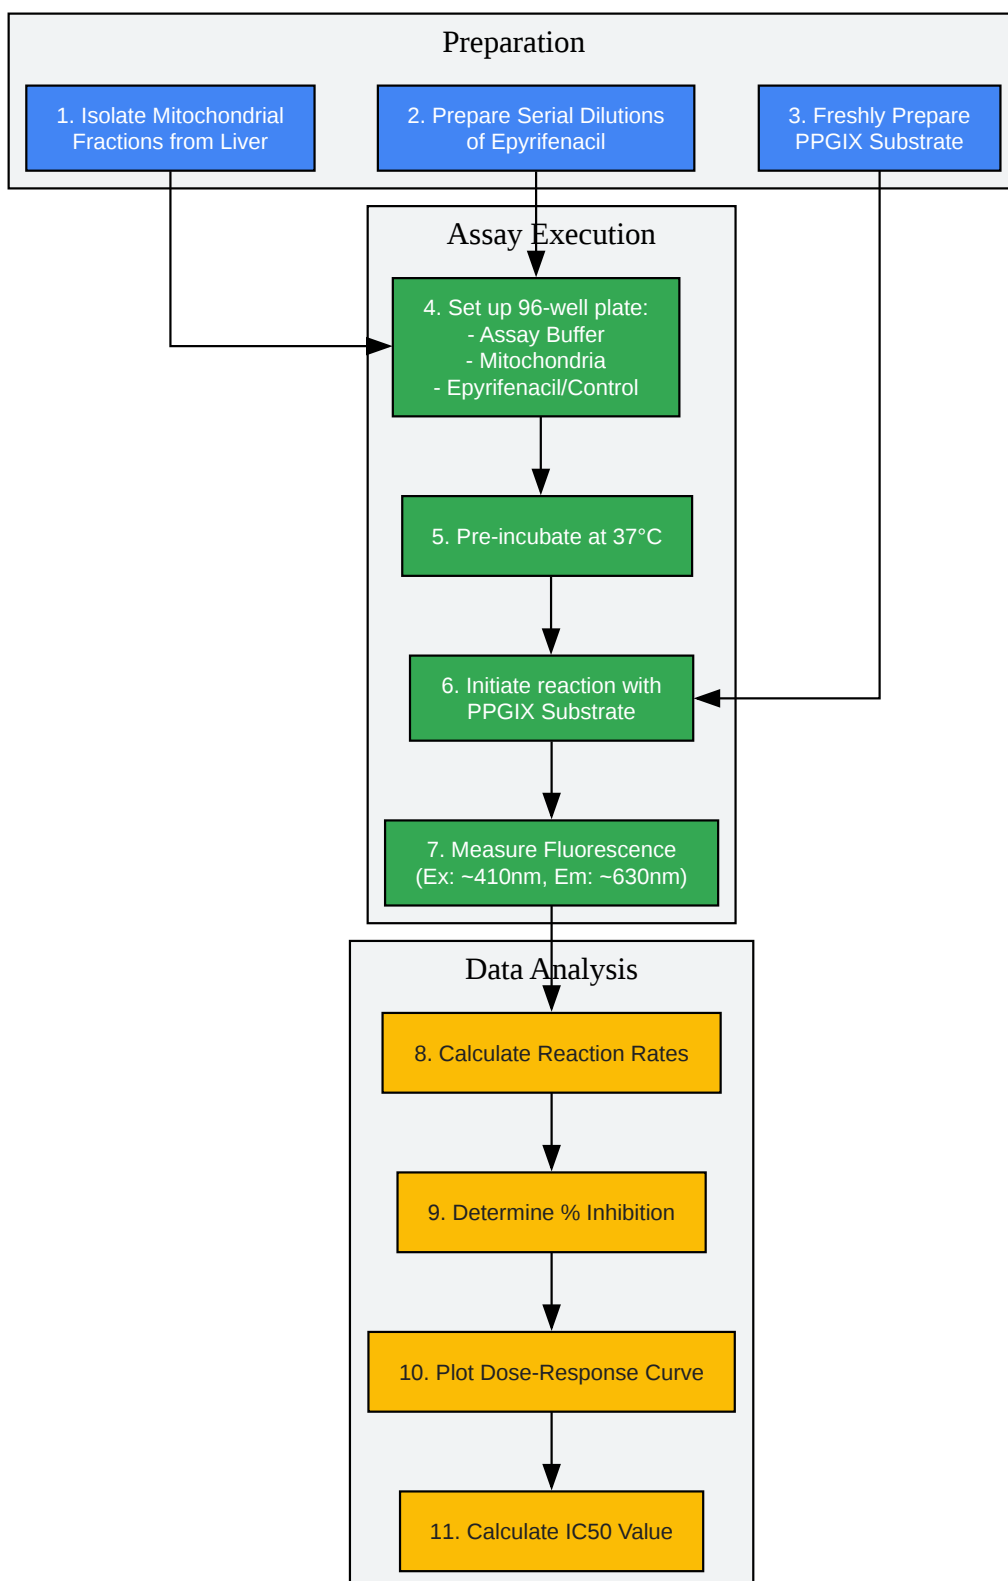 Preparation
1. Isolate Mitochondrial
Fractions from Liver
2. Prepare Serial Dilutions
of Epyrifenacil
3. Freshly Prepare
PPGIX Substrate
Assay Execution
4. Set up 96-well plate:
- Assay Buffer
- Mitochondria
- Epyrifenacil/Control
5. Pre-incubate at 37°C
6. Initiate reaction with
PPGIX Substrate
7. Measure Fluorescence
(Ex: ~410nm, Em: ~630nm)
Data Analysis
8. Calculate Reaction Rates
9. Determine % Inhibition
10. Plot Dose-Response Curve
11. Calculate IC50 Value